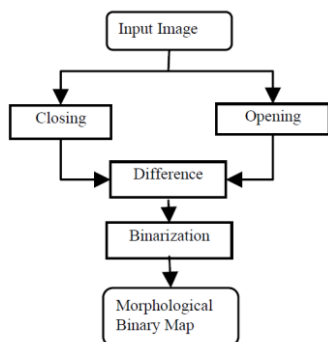 Input Image
Closing
Opening
Difference
Binarization
Morphological
Binary Map